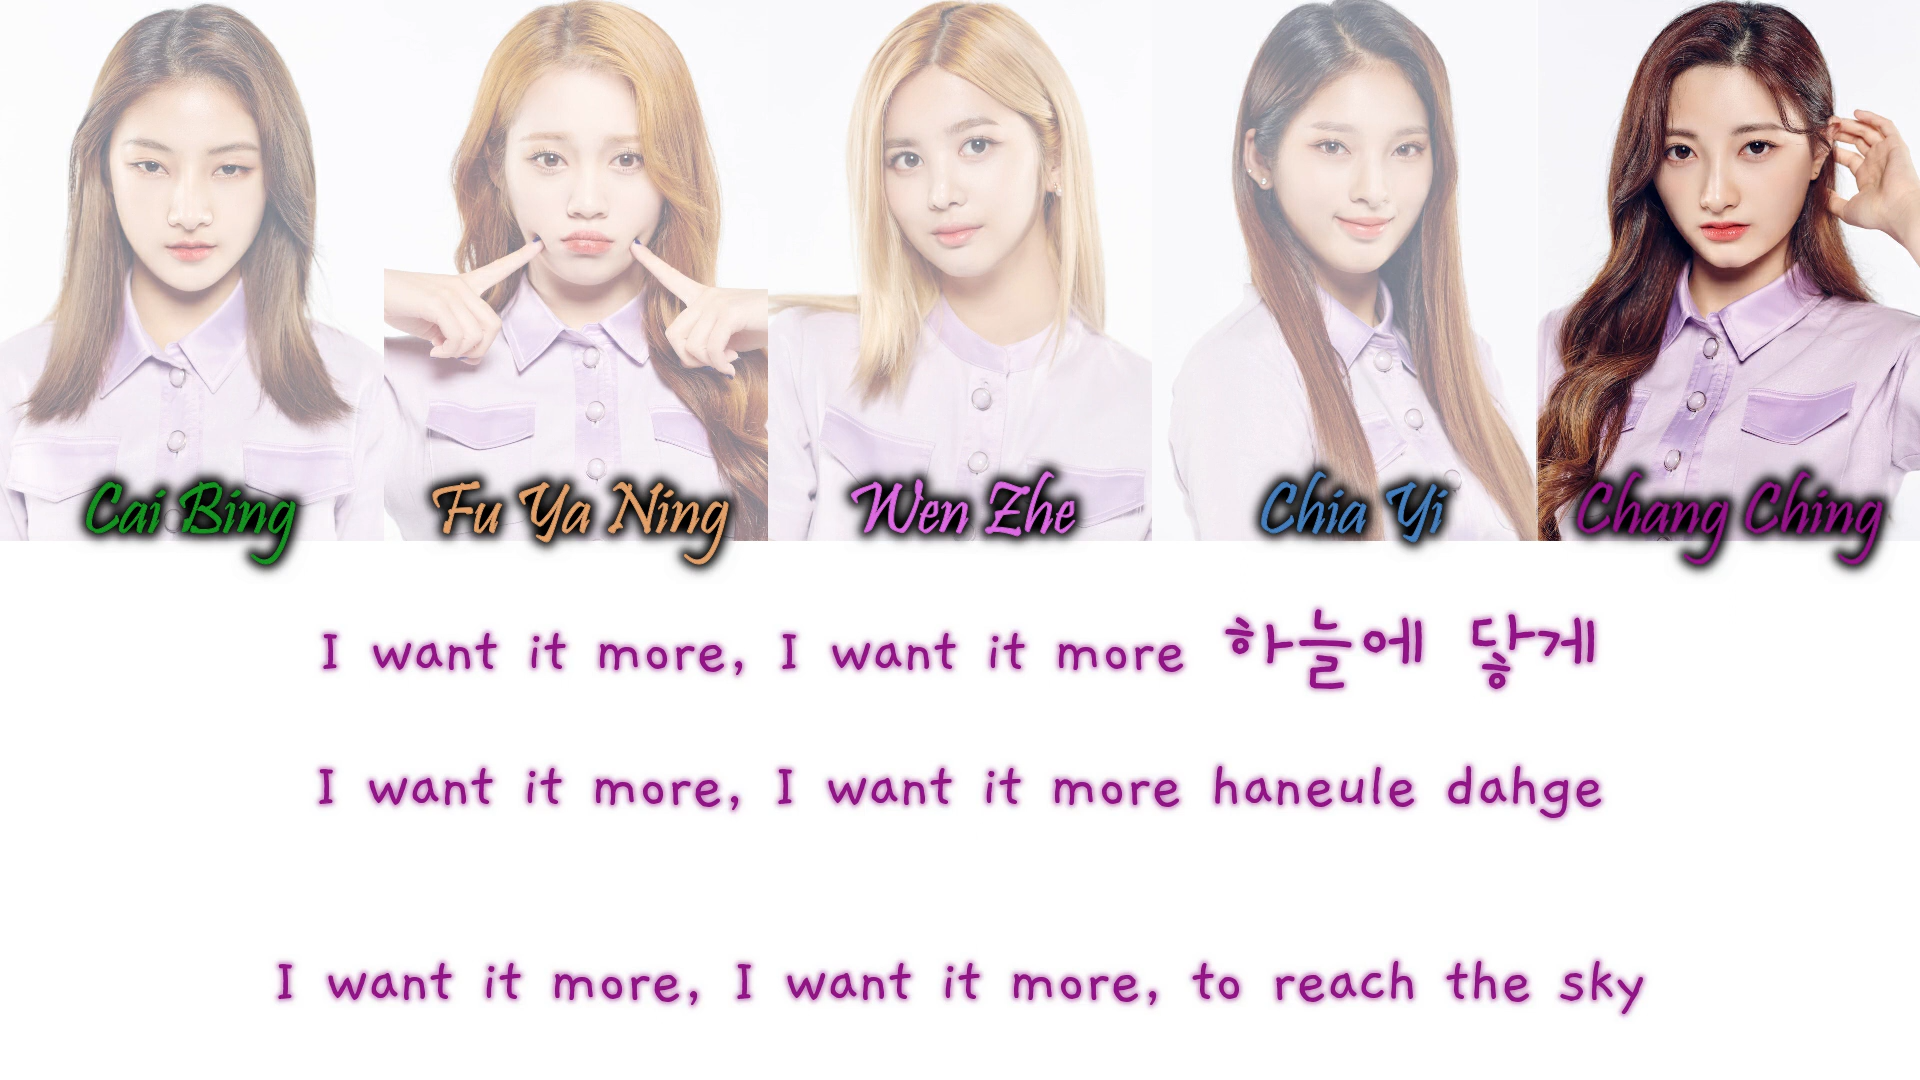 Cai Bing Fu Ya Ning Wen Zhe Chia Yi Chang Ching
I want it more, I want it more 하늘에 닿게
I want it more, I want it more haneule dahge
I want it more, I want it more, to reach the sky